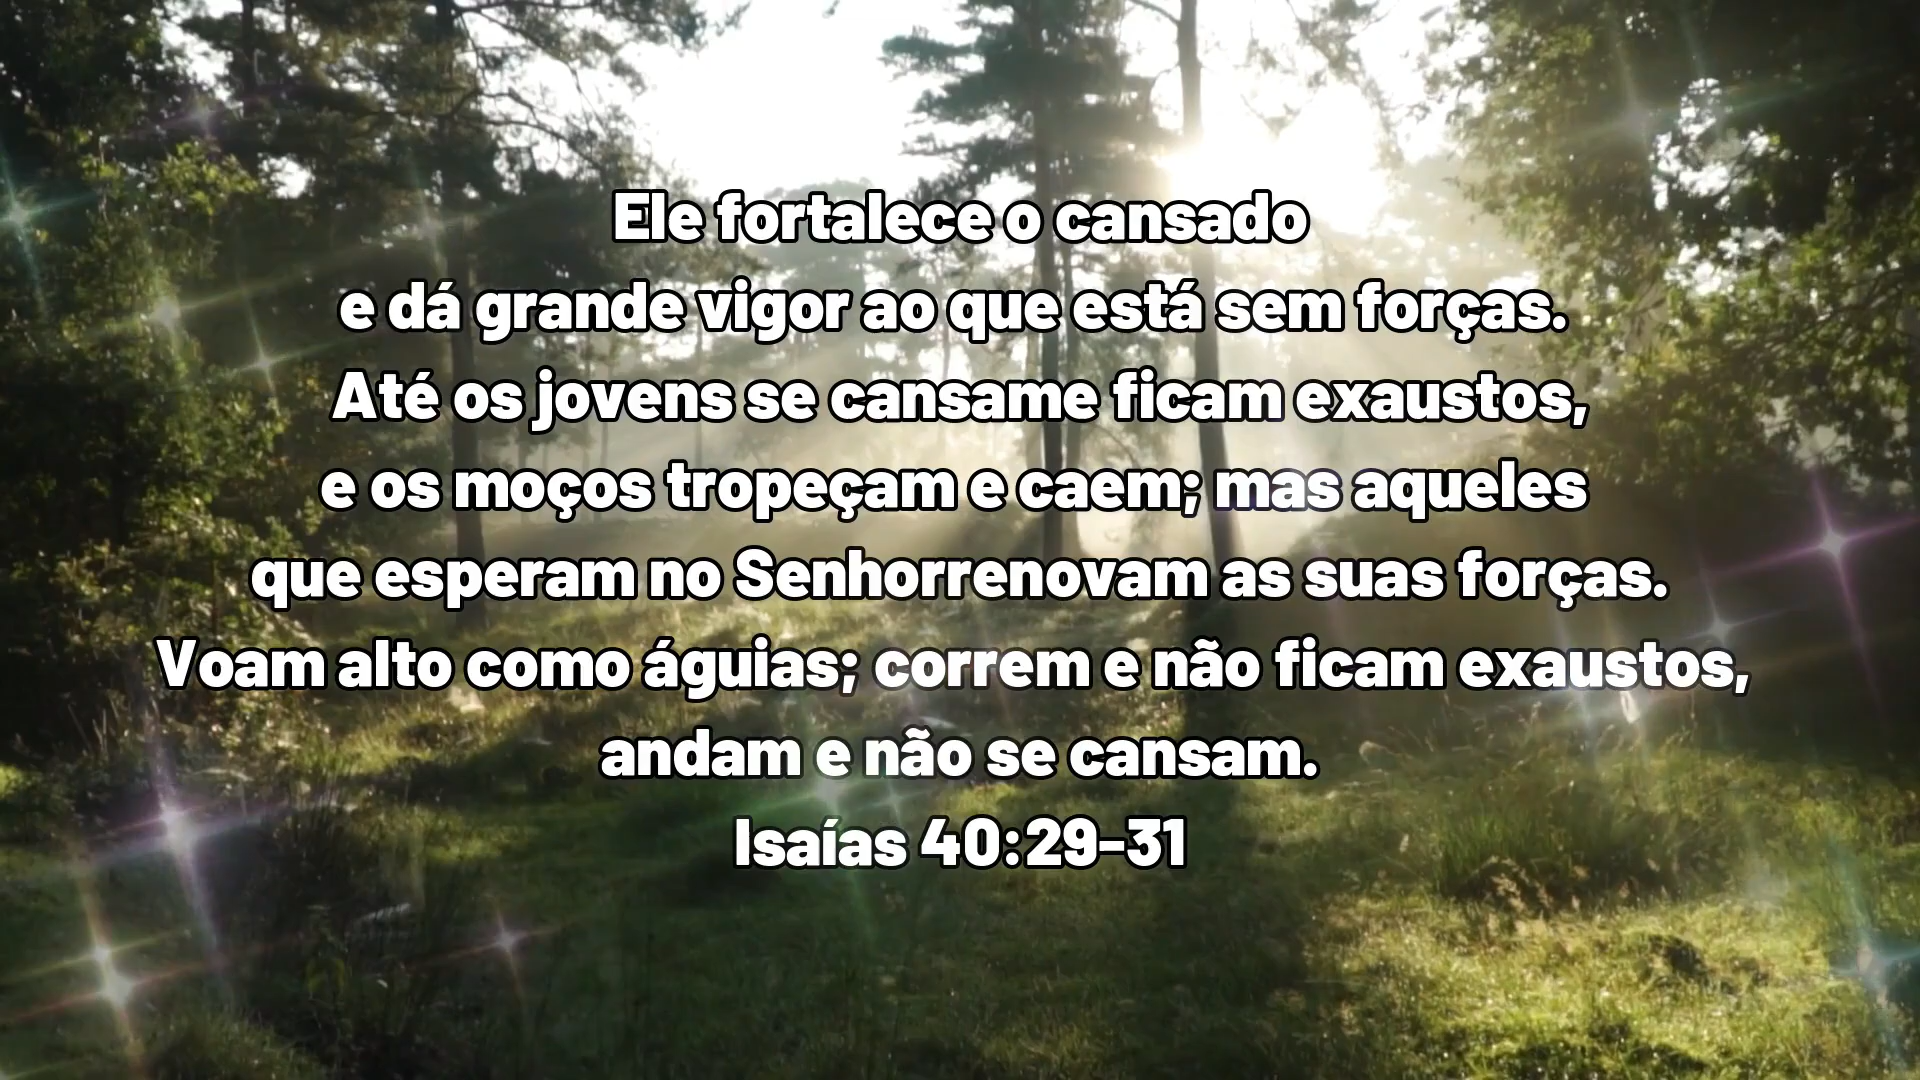 Ele fortalece o cansado
e dá grande vigor ao que está sem forças.
Até os jovens se cansame ficam exaustos,
e os moços tropeçam e caem; mas aqueles
que esperam no Senhorrenovam as suas forças.
Voam alto como águias; correm e não ficam exaustos,
andam e não se cansam.
Isaías 40:29-31